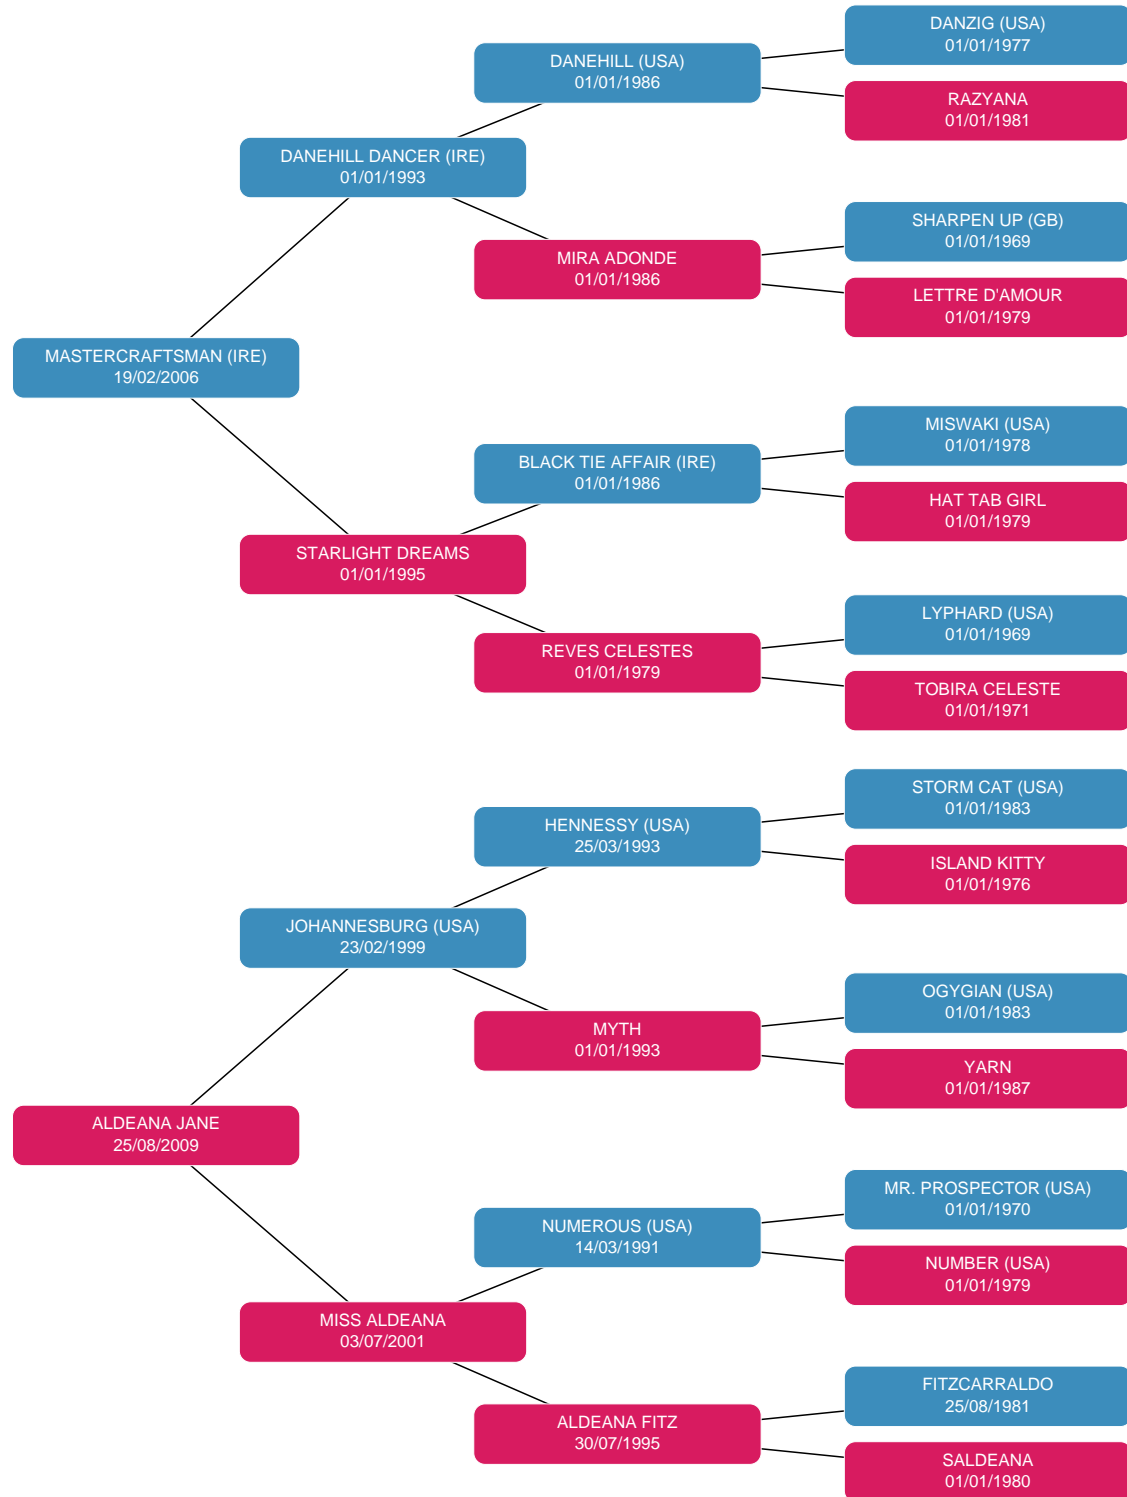 DANZIG (USA)
01/01/1977
DANEHILL (USA)
01/01/1986
RAZYANA
01/01/1981
DANEHILL DANCER (IRE)
01/01/1993
SHARPEN UP (GB)
01/01/1969
MIRA ADONDE
01/01/1986
LETTRE D'AMOUR
01/01/1979
MASTERCRAFTSMAN (IRE)
19/02/2006
MISWAKI (USA)
01/01/1978
BLACK TIE AFFAIR (IRE)
01/01/1986
HAT TAB GIRL
01/01/1979
STARLIGHT DREAMS
01/01/1995
LYPHARD (USA)
01/01/1969
REVES CELESTES
01/01/1979
TOBIRA CELESTE
01/01/1971
STORM CAT (USA)
01/01/1983
HENNESSY (USA)
25/03/1993
ISLAND KITTY
01/01/1976
JOHANNESBURG (USA)
23/02/1999
OGYGIAN (USA)
01/01/1983
MYTH
01/01/1993
YARN
01/01/1987
ALDEANA JANE
25/08/2009
MR. PROSPECTOR (USA)
01/01/1970
NUMEROUS (USA)
14/03/1991
NUMBER (USA)
01/01/1979
MISS ALDEANA
03/07/2001
FITZCARRALDO
25/08/1981
ALDEANA FITZ
30/07/1995
SALDEANA
01/01/1980